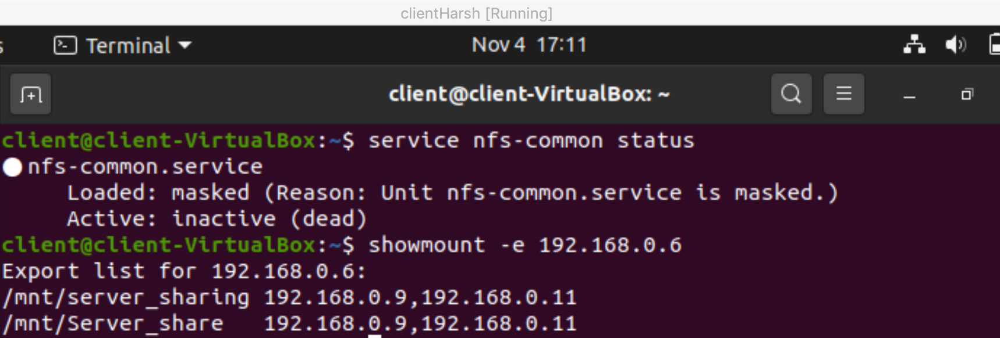 clientHarsh [Running]
s Terminal Nov 4 17:11
client@client-VirtualBox: ~
client@client-VirtualBox:~$ service nfs-common status
● nfs-common.service
Loaded: masked (Reason: Unit nfs-common.service is masked.)
Active: inactive (dead)
client@client-VirtualBox:~$ showmount -e 192.168.0.6
Export list for 192.168.0.6:
/mnt/server_sharing 192.168.0.9,192.168.0.11
/mnt/Server_share 192.168.0.9,192.168.0.11